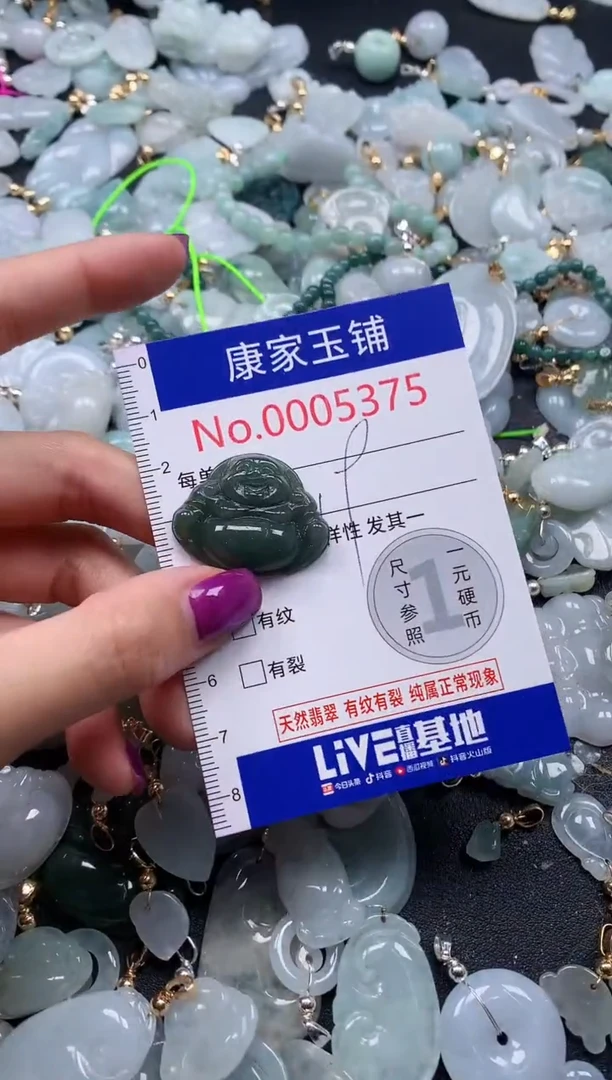 康家玉铺
No.0005375
0
1
2
每单
样性 发其一
尺寸参照
1
一元硬币
有纹
有裂
6
天然翡翠 有纹有裂 纯属正常现象
7
LiVE直播基地
8
今日头条 抖音 西瓜视频 抖音火山版